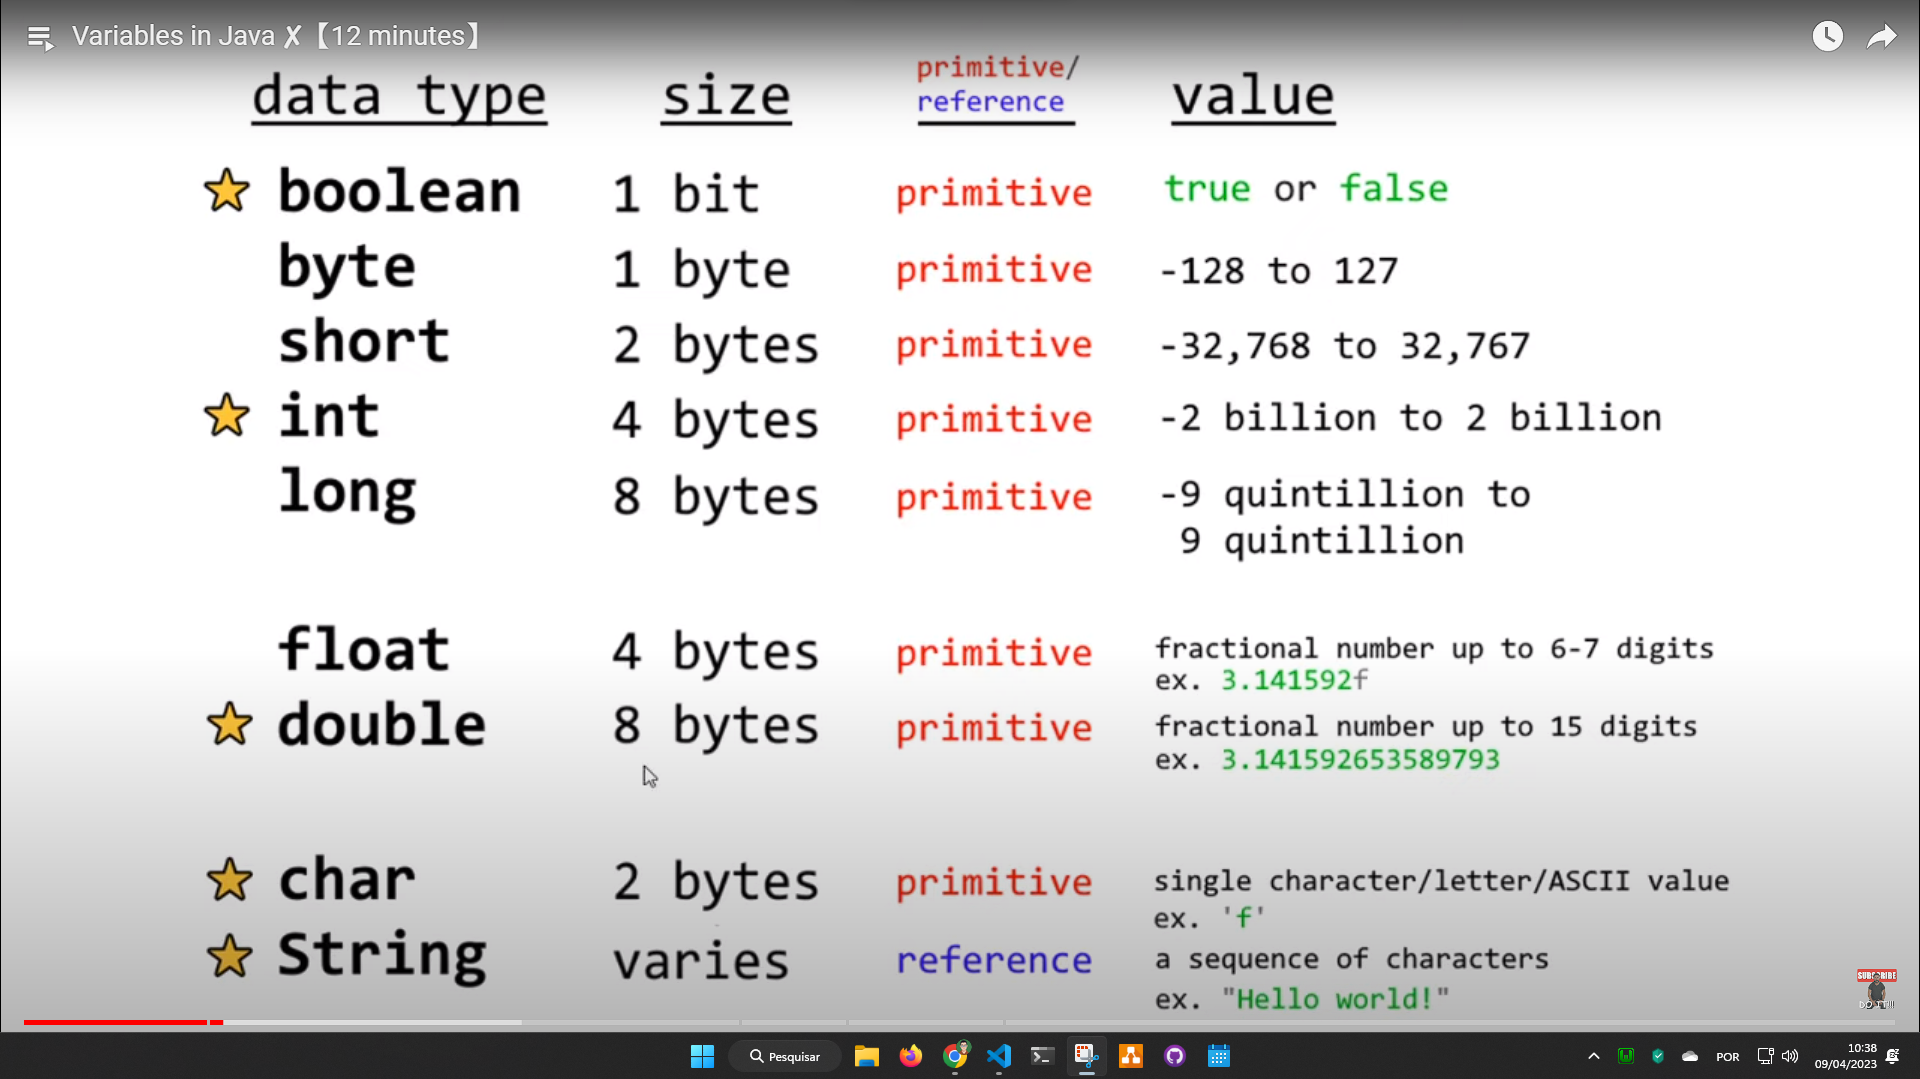 Variables in Java ✗【12 minutes】
data type size primitive/ value
reference
boolean 1 bit primitive true or false
byte 1 byte primitive -128 to 127
short 2 bytes primitive -32,768 to 32,767
int 4 bytes primitive -2 billion to 2 billion
long 8 bytes primitive -9 quintillion to
9 quintillion
float 4 bytes primitive fractional number up to 6-7 digits
ex. 3.141592f
double 8 bytes primitive fractional number up to 15 digits
ex. 3.141592653589793
char 2 bytes primitive single character/letter/ASCII value
ex. 'f'
String varies reference a sequence of characters
ex. "Hello world!"
SUBSCRIBE
DO IT!!!
Pesquisar
POR
10:38
09/04/2023